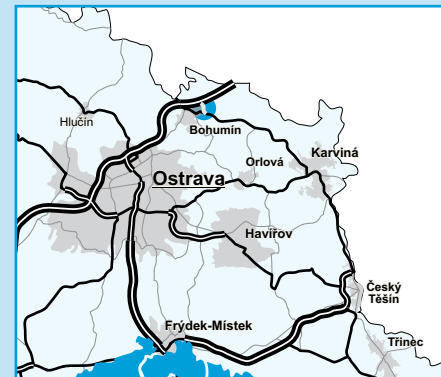 Hlučín
Bohumín
Orlová
Karviná
Ostrava
Havířov
Český
Těšín
Frýdek-Místek
Třinec